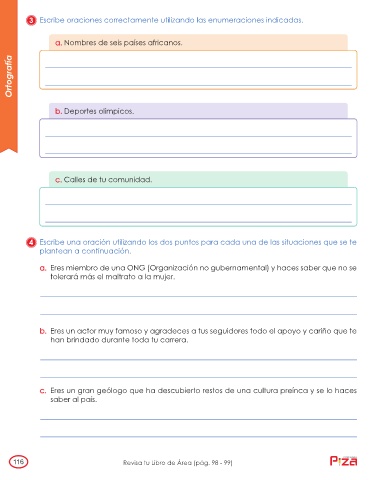 3 Escribe oraciones correctamente utilizando las enumeraciones indicadas.
a. Nombres de seis países africanos.
Ortografía
b. Deportes olímpicos.
c. Calles de tu comunidad.
4 Escribe una oración utilizando los dos puntos para cada una de las situaciones que se te
plantean a continuación.
a. Eres miembro de una ONG (Organización no gubernamental) y haces saber que no se
tolerará más el maltrato a la mujer.
b. Eres un actor muy famoso y agradeces a tus seguidores todo el apoyo y cariño que te
han brindado durante toda tu carrera.
c. Eres un gran geólogo que ha descubierto restos de una cultura preínca y se lo haces
saber al país.
116
Revisa tu Libro de Área (pág. 98 - 99)
Piza